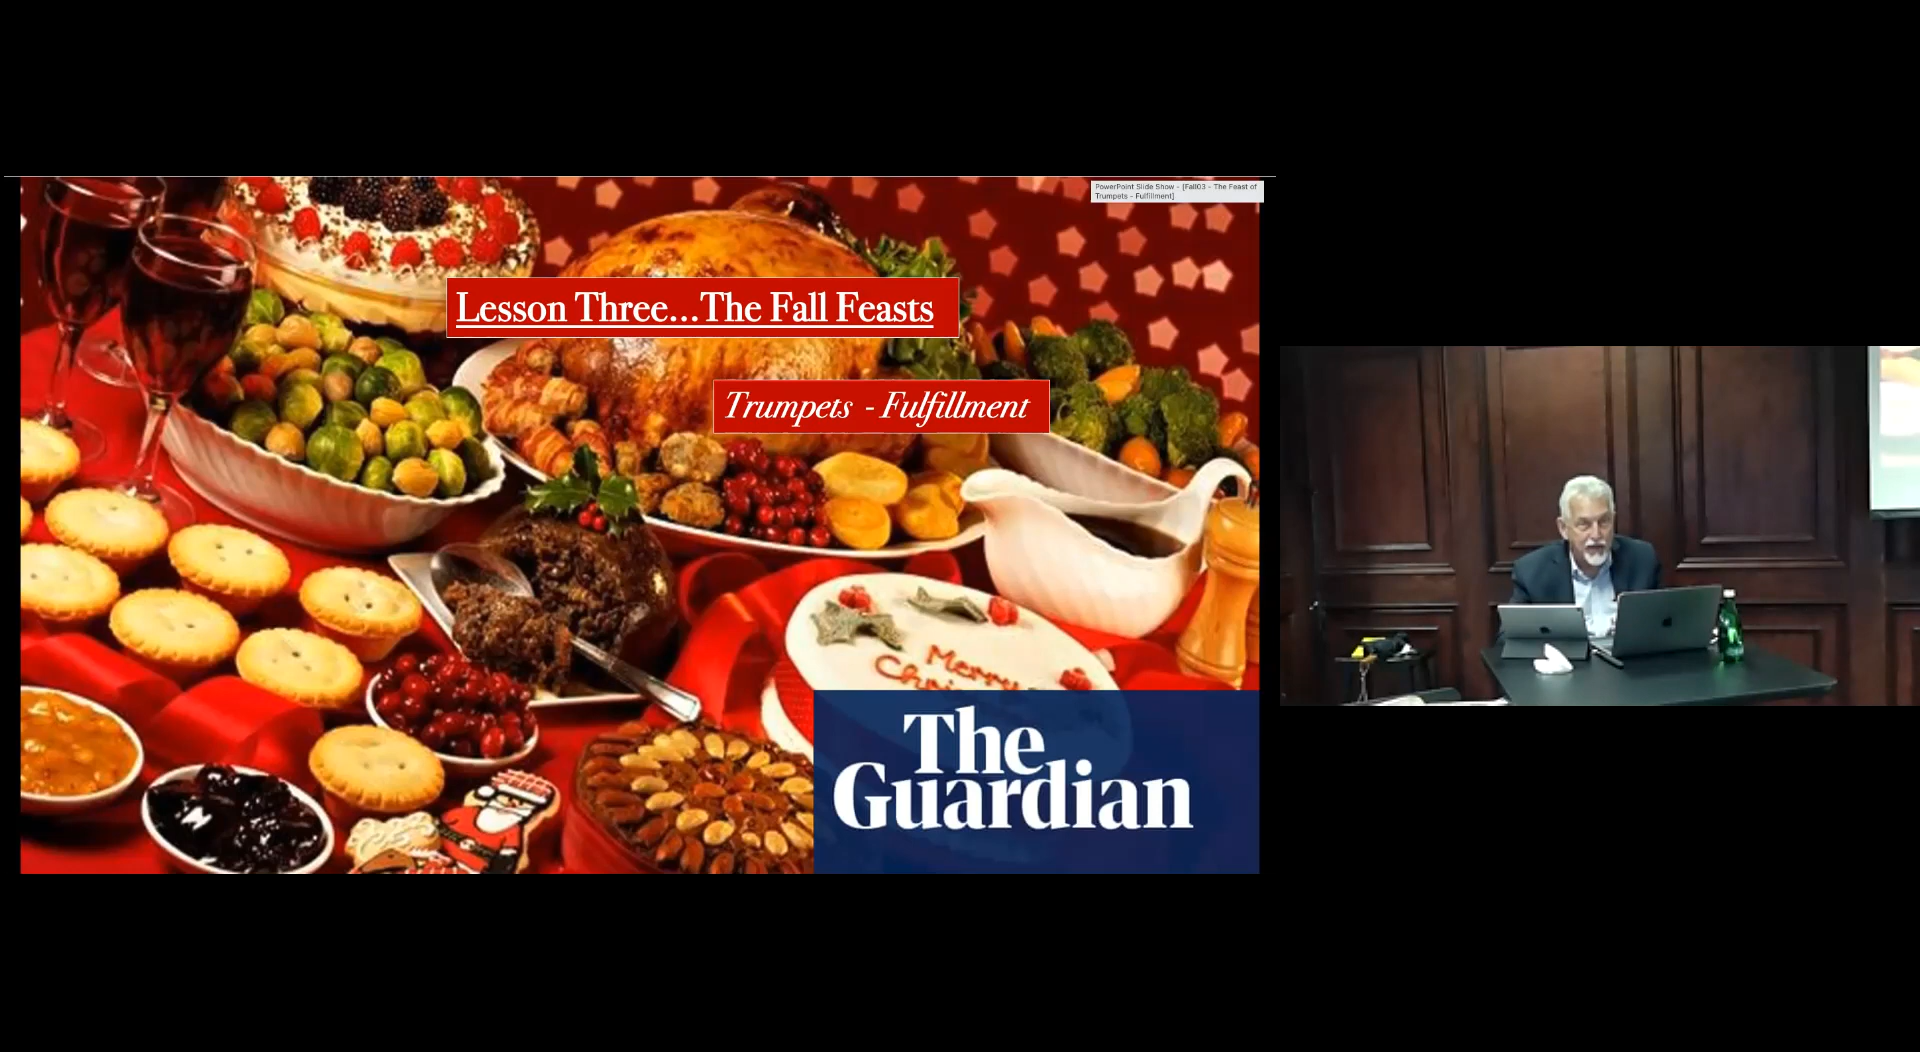 PowerPoint Slide Show - [Fall03 - The Feast of
Trumpets - Fulfillment]
Lesson Three...The Fall Feasts
Trumpets - Fulfillment
Merry
The
Guardian